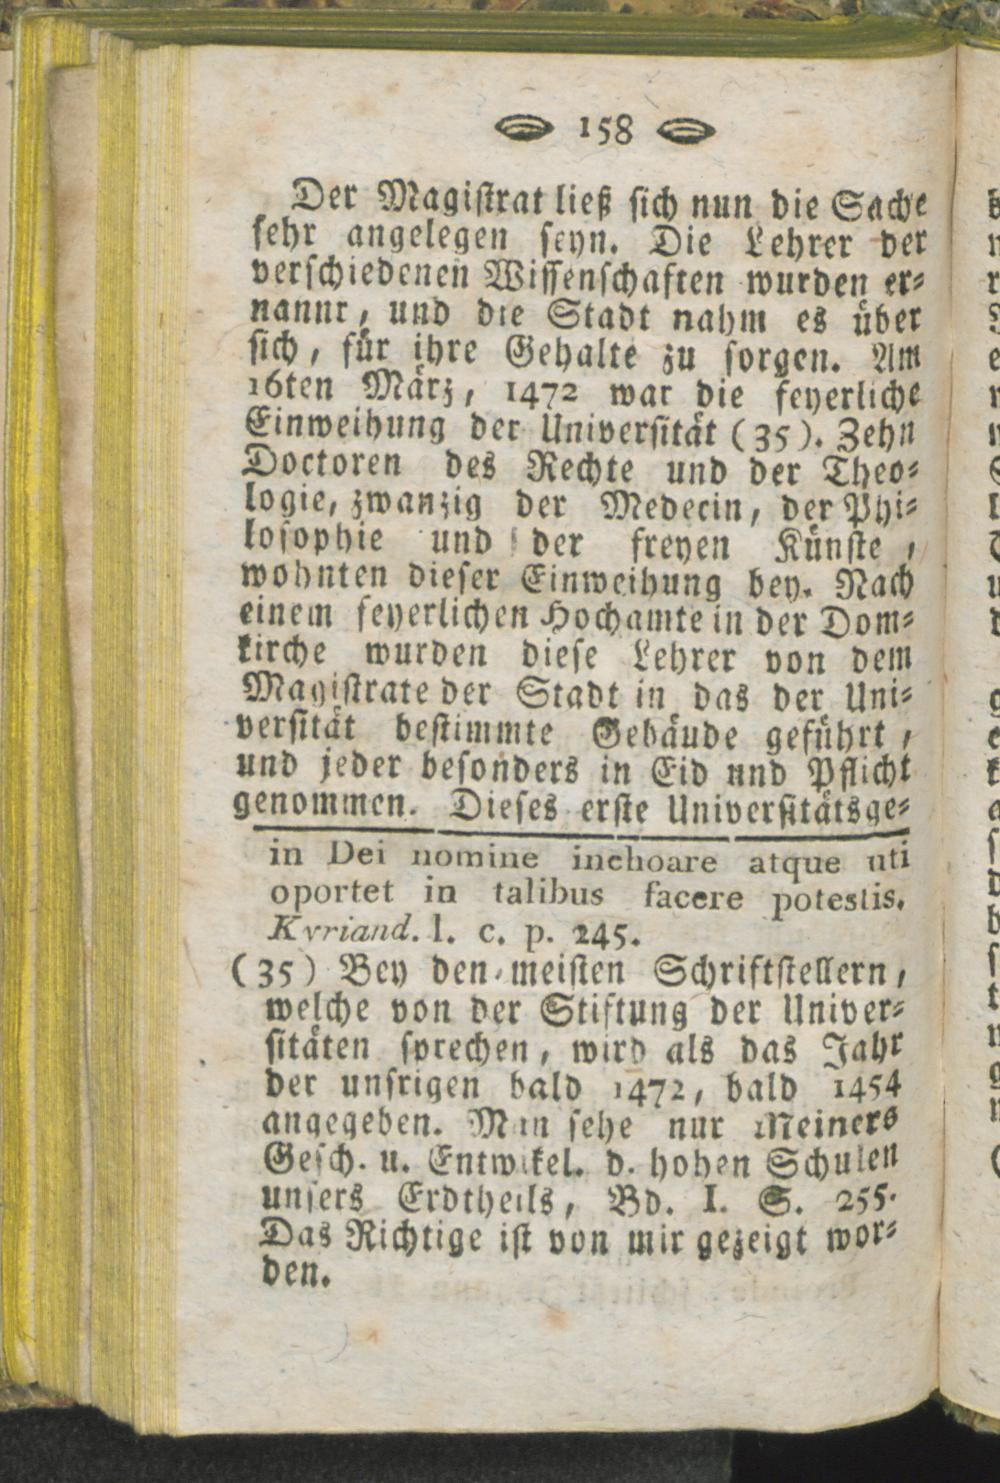 158
Der Magistrat ließ sich nun die Sache
sehr angelegen seyn. Die Lehrer der
verschiedenen Wissenschaften wurden er-
nannt, und die Stadt nahm es über
sich, für ihre Gehalte zu sorgen. Am
16ten März, 1472 war die feyerliche
Einweihung der Universität (35). Zehn
Doctoren des Rechte und der Theo-
logie, zwanzig der Medecin, der Phi-
losophie und der freyen Künste,
wohnten dieser Einweihung bey. Nach
einem feyerlichen Hochamte in der Dom-
kirche wurden diese Lehrer von dem
Magistrate der Stadt in das der Uni-
versität bestimmte Gebäude geführt,
und jeder besonders in Eid und Pflicht
genommen. Dieses erste Universitätsge-
in Dei nomine inchoare atque uti
oportet in talibus facere potestis.
Kyriand. l. c. p. 245.
(35) Bey den meisten Schriftstellern,
welche von der Stiftung der Univer-
sitäten sprechen, wird als das Jahr
der unsrigen bald 1472, bald 1454
angegeben. Man sehe nur Meiners
Gesch. u. Entwikel. d. hohen Schulen
unsers Erdtheils, Bd. I. S. 255.
Das Richtige ist von mir gezeigt wor-
den.